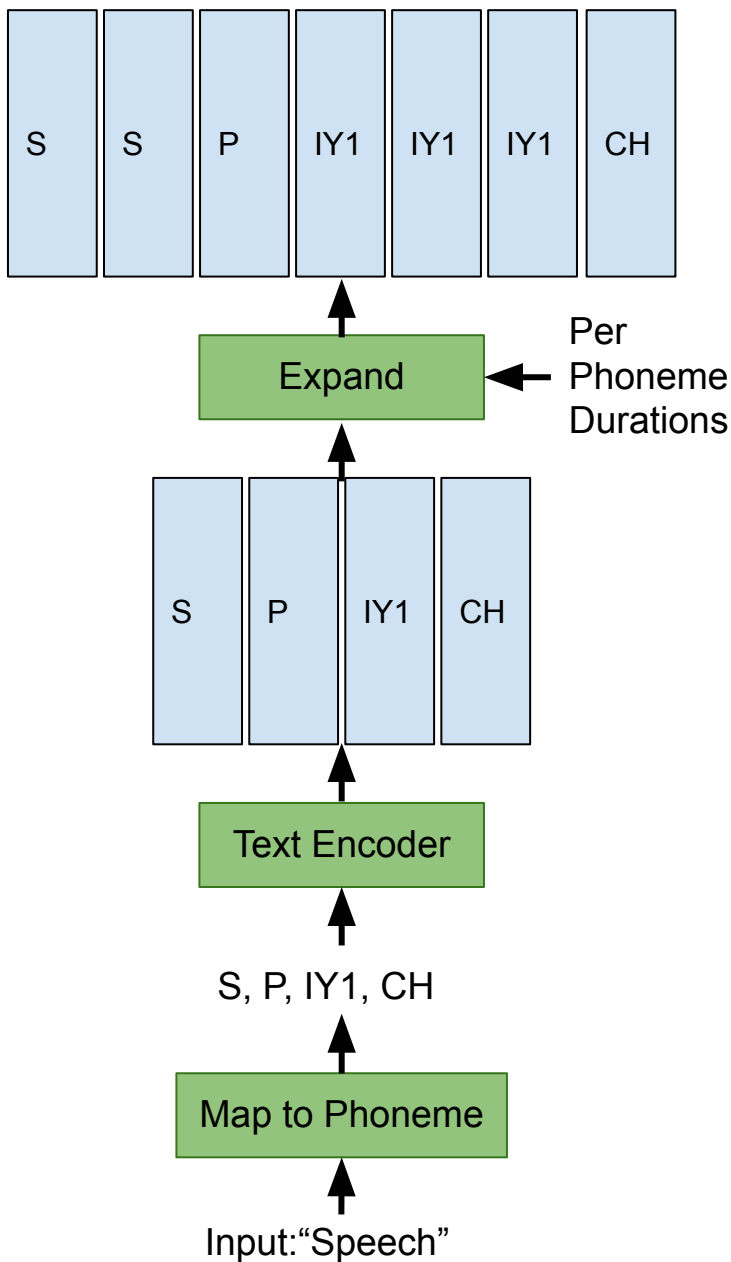 S S P IY1 IY1 IY1 CH
Per
Phoneme
Durations
Expand
S P IY1 CH
Text Encoder
S, P, IY1, CH
Map to Phoneme
Input:“Speech”